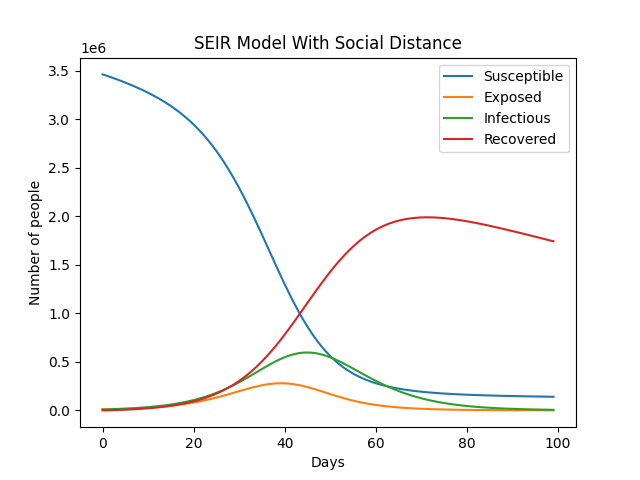 SEIR Model With Social Distance
1e6
3.5
3.0
2.5
2.0
1.5
1.0
0.5
0.0
Number of people
Susceptible
Exposed
Infectious
Recovered
0 20 40 60 80 100
Days